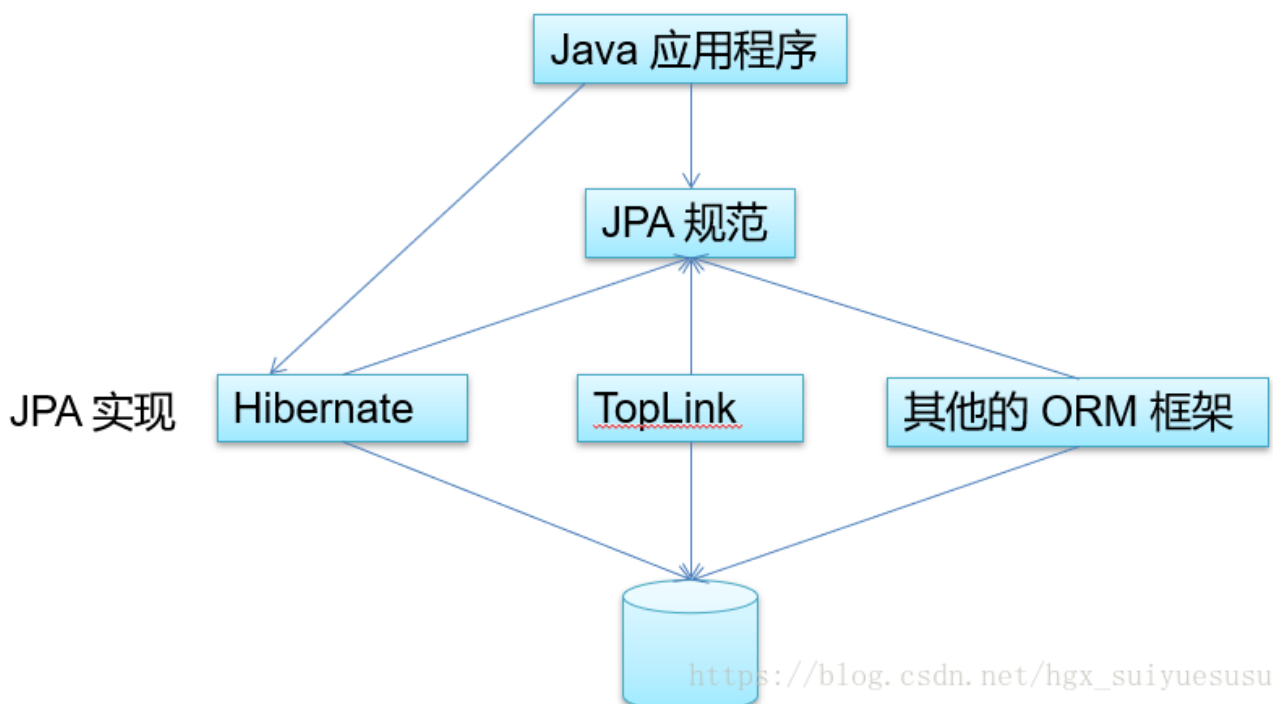 Java 应用程序
JPA 规范
JPA 实现
Hibernate
TopLink
其他的 ORM 框架
https://blog.csdn.net/hgx_suiyuesusu